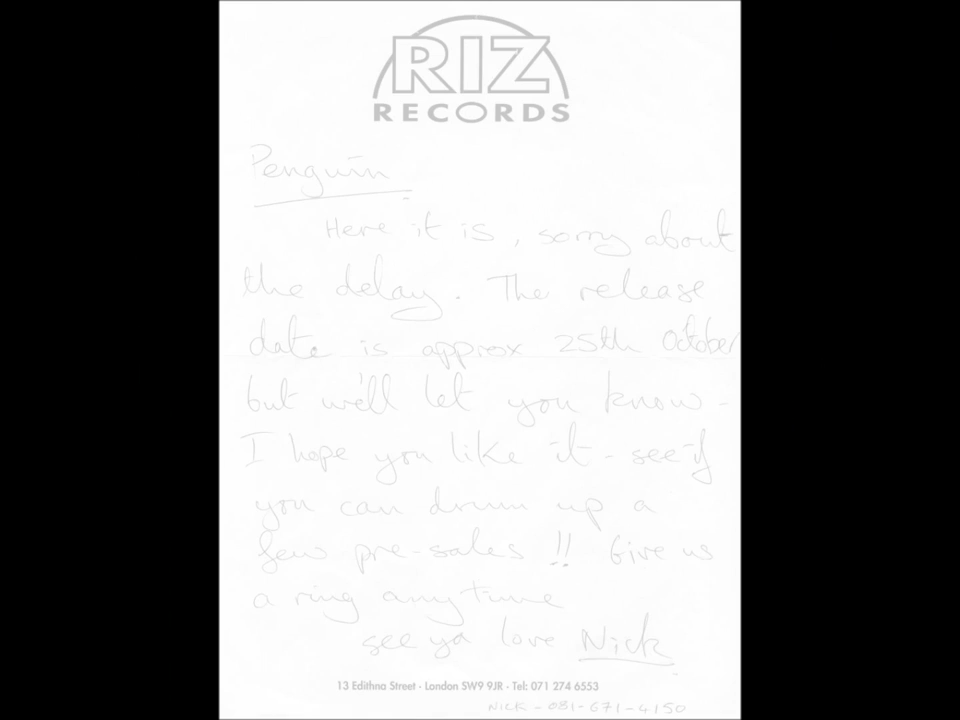 RIZ
RECORDS
Penguin
Here it is, sorry about
the delay. The release
date is approx 25th October
but we'll let you know -
I hope you like it - see if
you can drum up a
few pre-sales !! Give us
a ring anytime
see ya love Nick
13 Edithna Street · London SW9 9JR · Tel: 071 274 6553
NICK - 081-671-4150